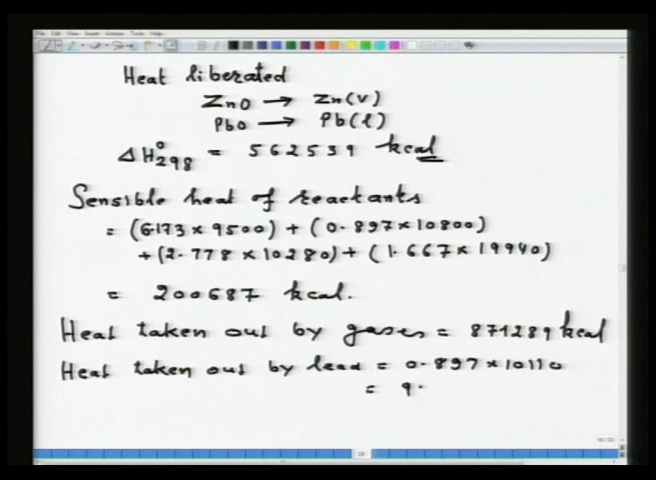 Heat liberated
ZnO → Zn(v)
PbO → Pb(l)
ΔH°298 = 562539 kcal
Sensible heat of reactants
= (6.173 × 9500) + (0.897×10800)
+ (2.778 × 10280) + (1.667× 19940)
= 200687 kcal.
Heat taken out by gases = 871289 kcal
Heat taken out by lead = 0.897×10110
= 9.